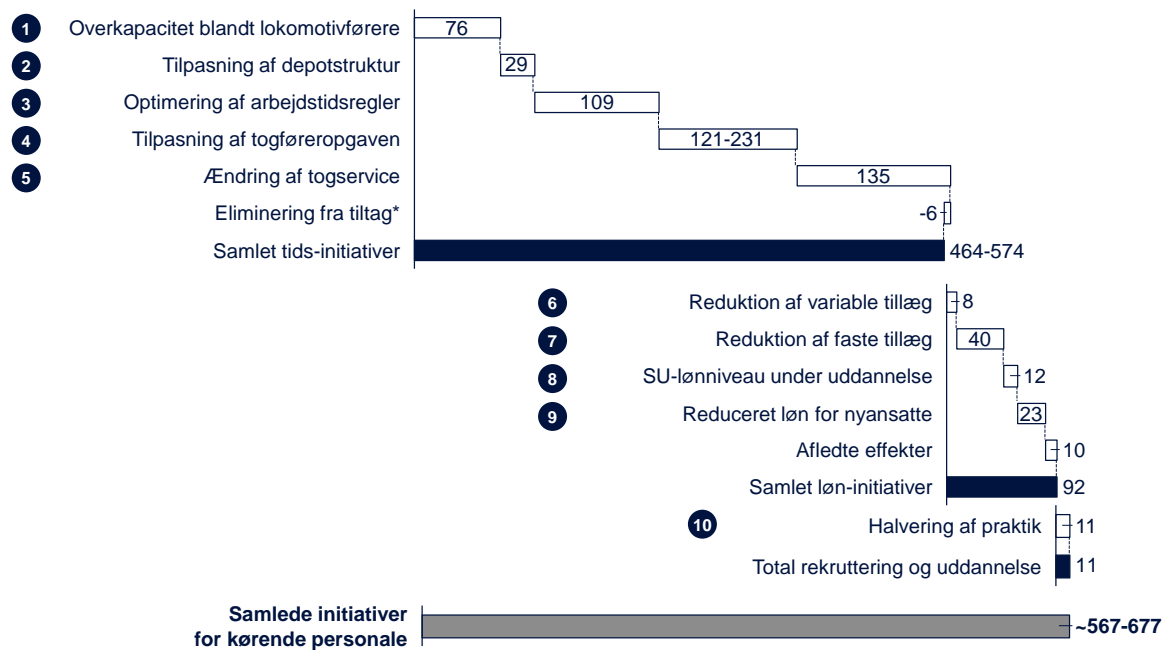 1 Overkapacitet blandt lokomotivførere 76
2 Tilpasning af depotstruktur 29
3 Optimering af arbejdstidsregler 109
4 Tilpasning af togføreropgaven 121-231
5 Ændring af togservice 135
Eliminering fra tiltag* -6
Samlet tids-initiativer 464-574
6 Reduktion af variable tillæg 8
7 Reduktion af faste tillæg 40
8 SU-lønniveau under uddannelse 12
9 Reduceret løn for nyansatte 23
Afledte effekter 10
Samlet løn-initiativer 92
10 Halvering af praktik 11
Total rekruttering og uddannelse 11
Samlede initiativer
for kørende personale ~567-677